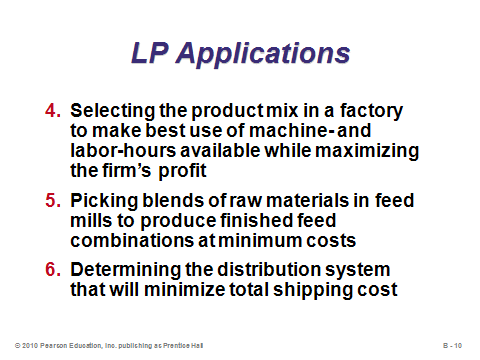 LP Applications
4. Selecting the product mix in a factory
to make best use of machine- and
labor-hours available while maximizing
the firm's profit
5. Picking blends of raw materials in feed
mills to produce finished feed
combinations at minimum costs
6. Determining the distribution system
that will minimize total shipping cost
© 2010 Pearson Education, Inc. publishing as Prentice Hall
B - 10